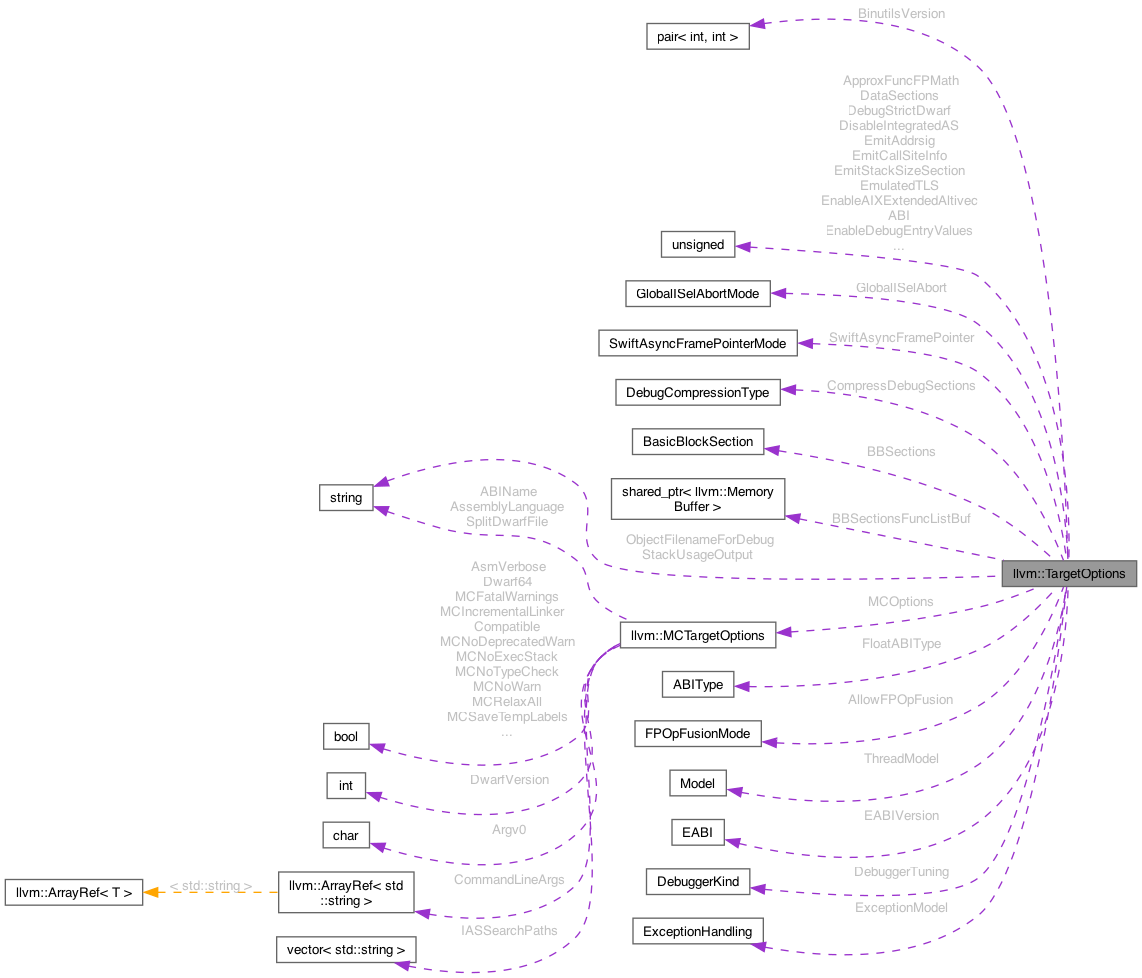 BinutilsVersion
pair< int, int >
ApproxFuncFPMath
DataSections
DebugStrictDwarf
DisableIntegratedAS
EmitAddrsig
EmitCallSiteInfo
EmitStackSizeSection
EmulatedTLS
EnableAIXExtendedAltivec
ABI
EnableDebugEntryValues
...
unsigned
GlobalISelAbort
GlobalISelAbortMode
SwiftAsyncFramePointer
SwiftAsyncFramePointerMode
CompressDebugSections
DebugCompressionType
BBSections
BasicBlockSection
shared_ptr< llvm::Memory
Buffer >
BBSectionsFuncListBuf
string
ABIName
AssemblyLanguage
SplitDwarfFile
ObjectFilenameForDebug
StackUsageOutput
llvm::TargetOptions
MCOptions
llvm::MCTargetOptions
AsmVerbose
Dwarf64
MCFatalWarnings
MCIncrementalLinker
Compatible
MCNoDeprecatedWarn
MCNoExecStack
MCNoTypeCheck
MCNoWarn
MCRelaxAll
MCSaveTempLabels
...
FloatABIType
ABIType
AllowFPOpFusion
FPOpFusionMode
bool
ThreadModel
Model
DwarfVersion
int
EABIVersion
EABI
Argv0
char
DebuggerTuning
DebuggerKind
CommandLineArgs
llvm::ArrayRef< std
::string >
< std::string >
llvm::ArrayRef< T >
ExceptionModel
ExceptionHandling
IASSearchPaths
vector< std::string >